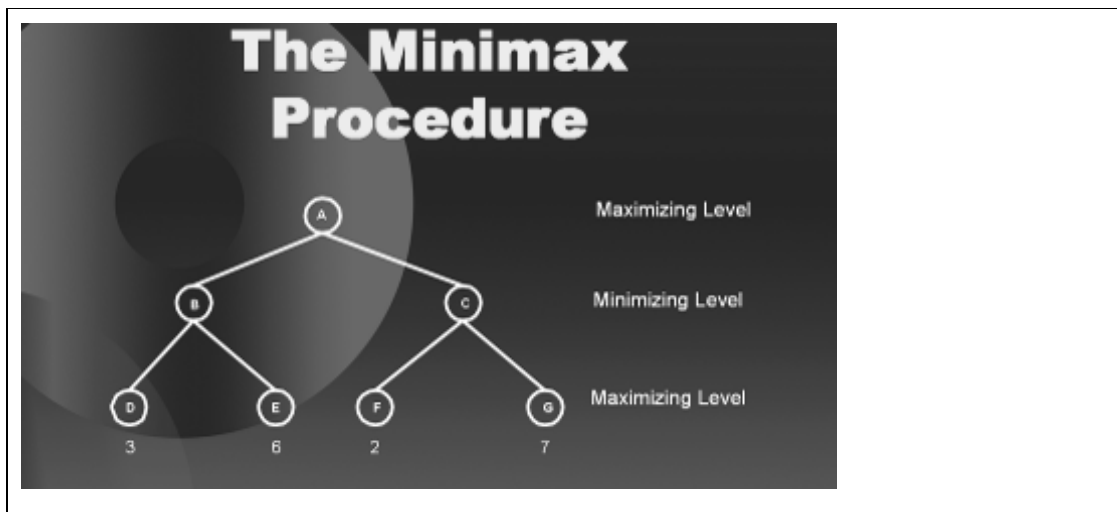 The Minimax
Procedure
A
Maximizing Level
B
C
Minimizing Level
D
E
F
G
Maximizing Level
3
6
2
7